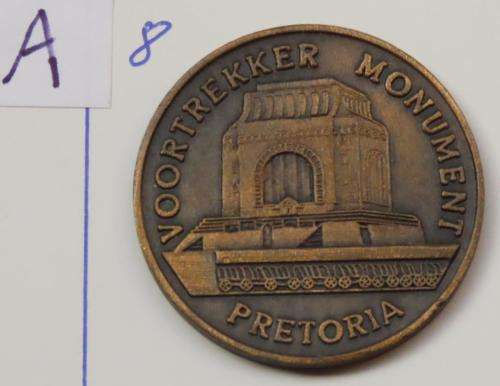 A
8
VOORTREKKER MONUMENT
PRETORIA